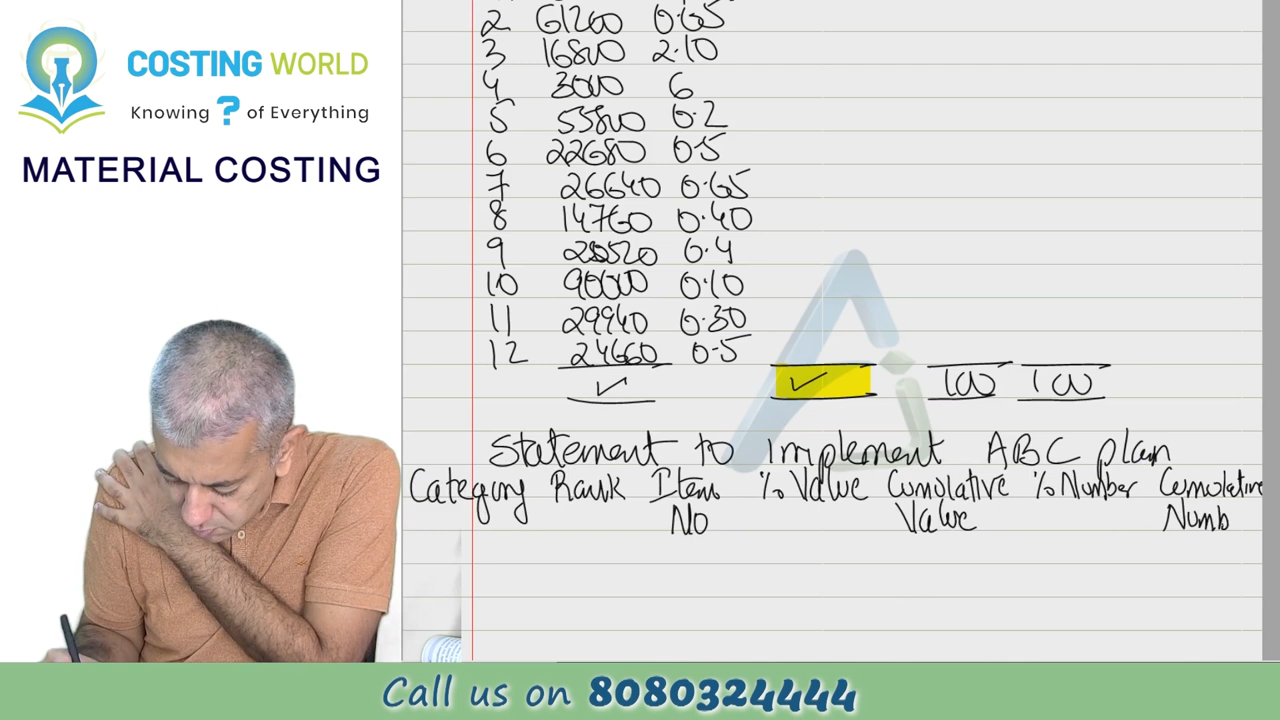 COSTING WORLD
Knowing ? of Everything
MATERIAL COSTING
2 61200 0.65
3 16800 2.10
4 3000 6
5 55800 0.2
6 22680 0.5
7 26640 0.65
8 14760 0.40
9 0.4
10 90000 0.10
11 29940 0.30
12 24660 0.5
✓ ✓ 100 100
Statement to Implement ABC plan
Category Rank Item % Value Cumulative % Number Cumulative
No Value Numb
Call us on 8080324444